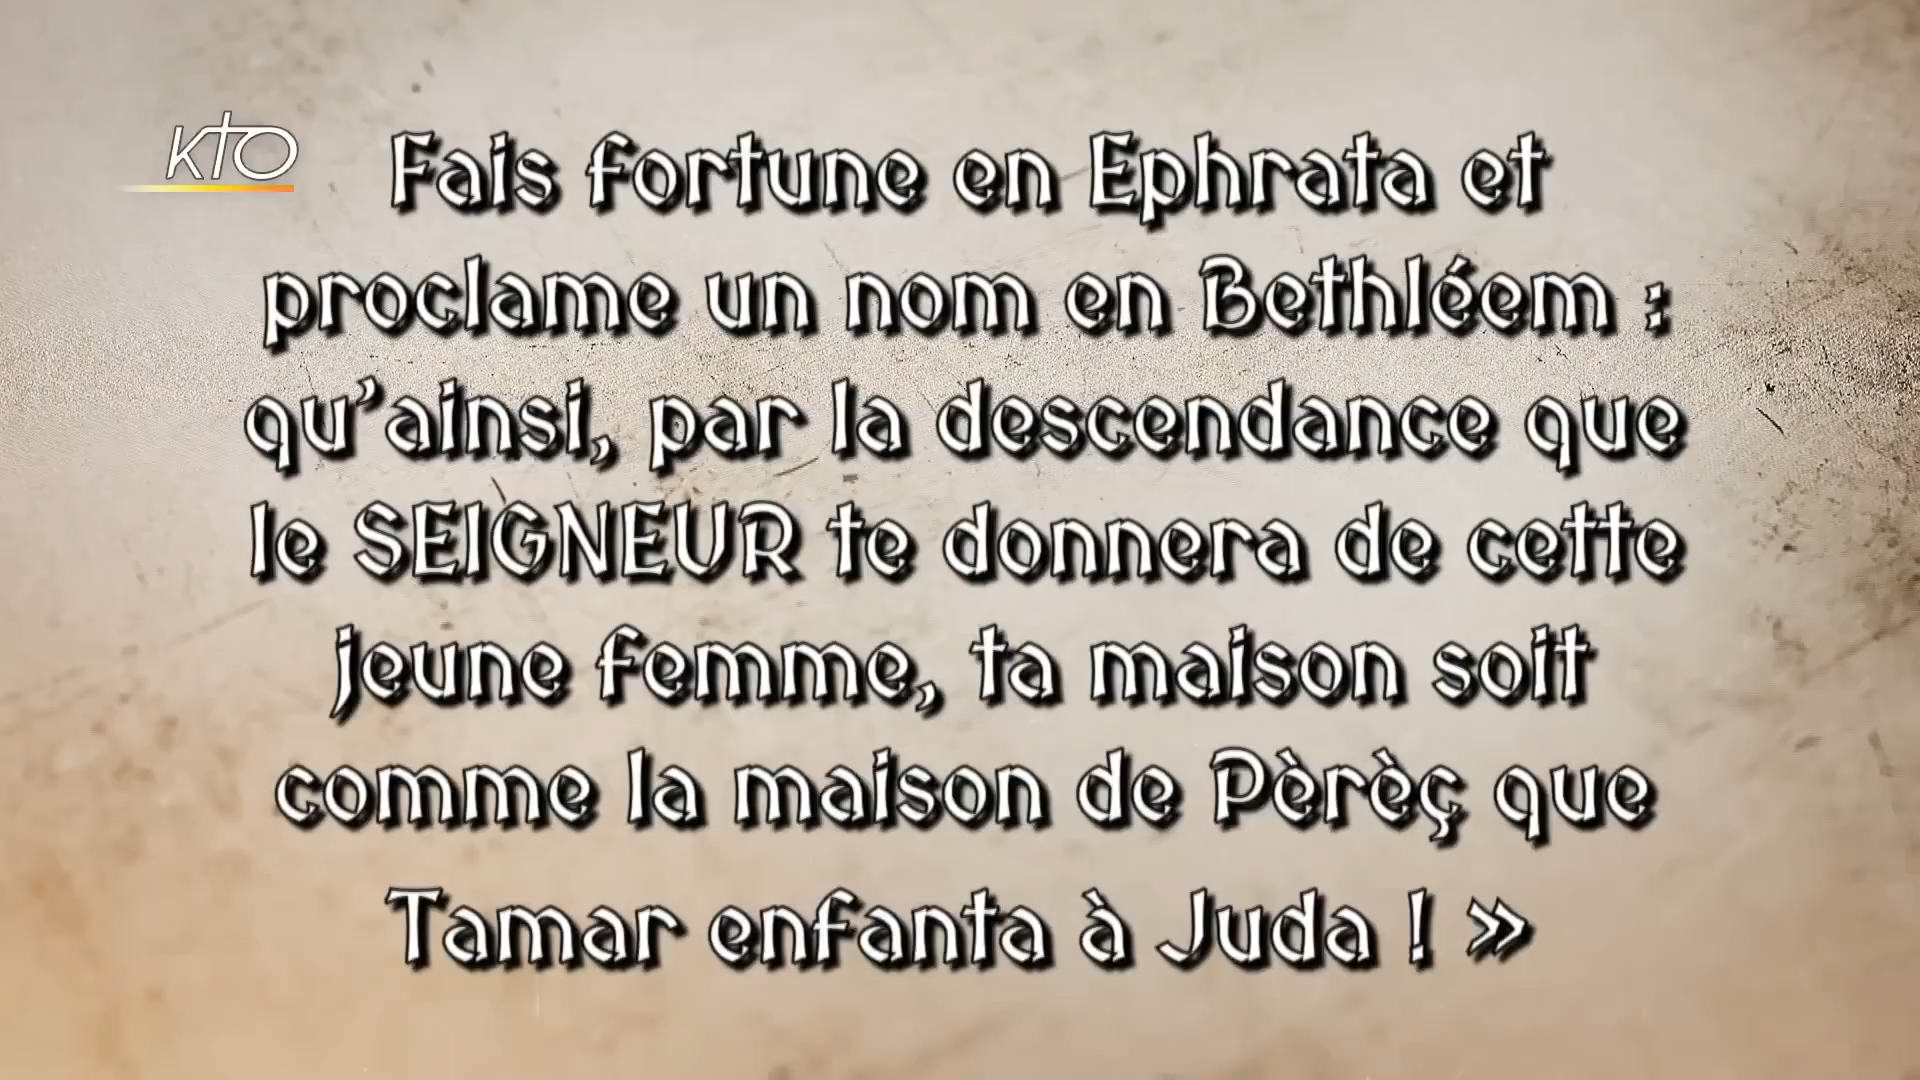 KTO
Fais fortune en Ephrata et
proclame un nom en Bethléem :
qu’ainsi, par la descendance que
le SEIGNEUR te donnera de cette
jeune femme, ta maison soit
comme la maison de Pèrèç que
Tamar enfanta à Juda ! »